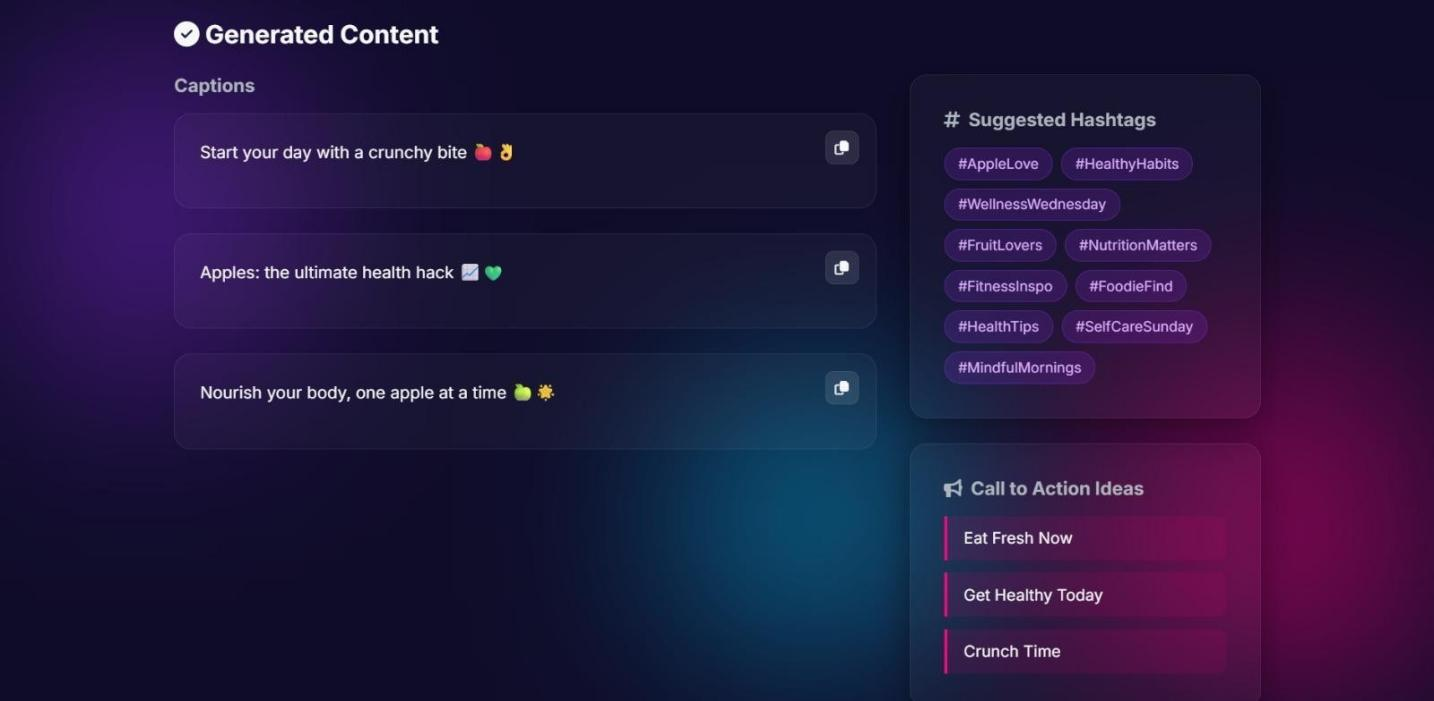 Generated Content
Captions
Start your day with a crunchy bite 🍎 👌
Apples: the ultimate health hack 📈 💚
Nourish your body, one apple at a time 🍏 🌟
# Suggested Hashtags
#AppleLove #HealthyHabits
#WellnessWednesday
#FruitLovers #NutritionMatters
#FitnessInspo #FoodieFind
#HealthTips #SelfCareSunday
#MindfulMornings
Call to Action Ideas
Eat Fresh Now
Get Healthy Today
Crunch Time